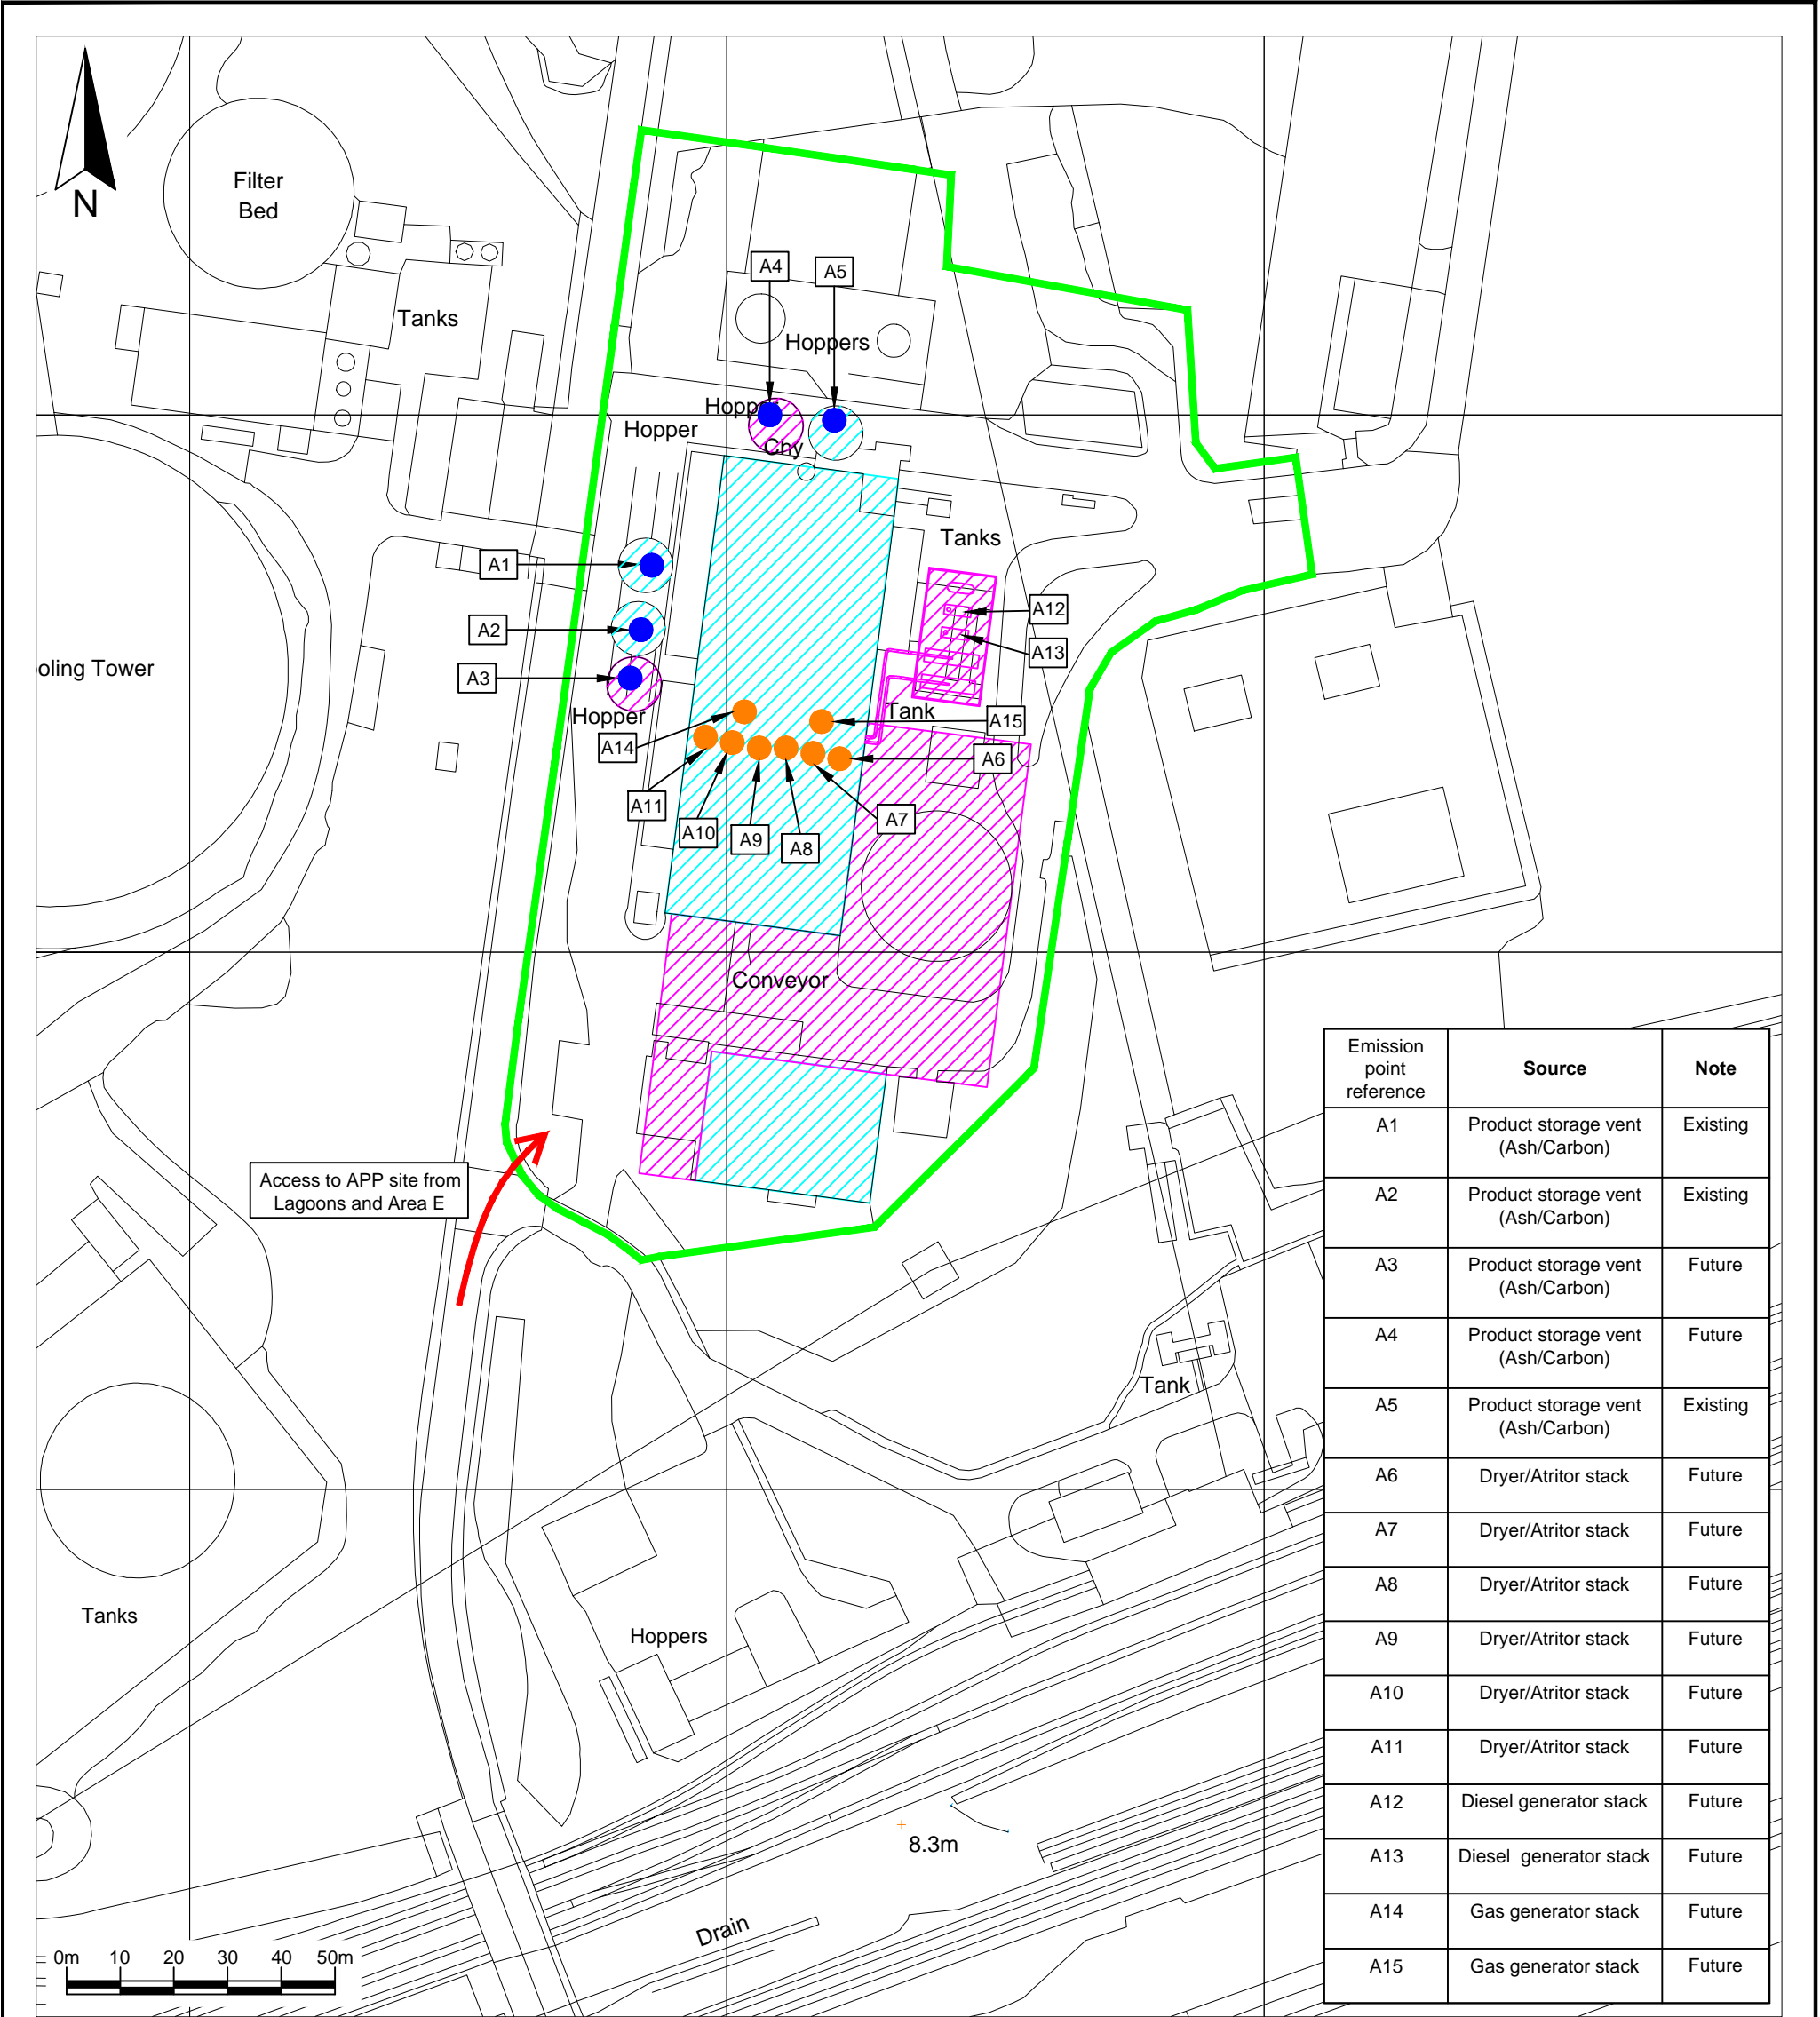 N
Filter
Bed
Tanks
A4
A5
Hoppers
Hopper
Hopper
Chy
A1
Tanks
A12
A2
A13
oling Tower
A3
Hopper
Tank
A15
A14
A6
A11
A10
A9
A8
A7
Conveyor
Access to APP site from
Lagoons and Area E
Tank
Tanks
Hoppers
8.3m
Drain
0m 10 20 30 40 50m
Emission
point
reference
Source
Note
A1 Product storage vent Existing
(Ash/Carbon)
A2 Product storage vent Existing
(Ash/Carbon)
A3 Product storage vent Future
(Ash/Carbon)
A4 Product storage vent Future
(Ash/Carbon)
A5 Product storage vent Existing
(Ash/Carbon)
A6 Dryer/Atritor stack Future
A7 Dryer/Atritor stack Future
A8 Dryer/Atritor stack Future
A9 Dryer/Atritor stack Future
A10 Dryer/Atritor stack Future
A11 Dryer/Atritor stack Future
A12 Diesel generator stack Future
A13 Diesel generator stack Future
A14 Gas generator stack Future
A15 Gas generator stack Future